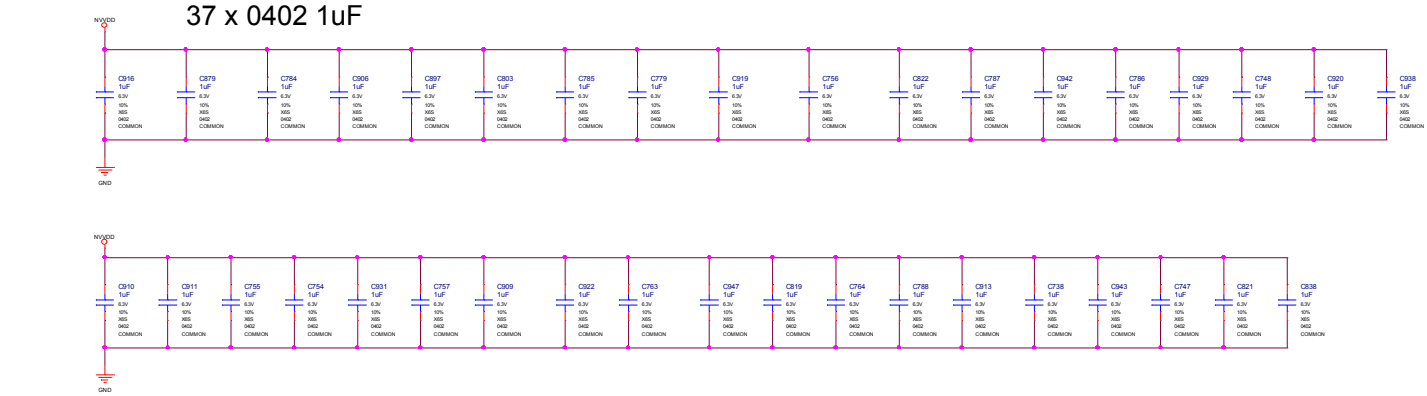 37 x 0402 1uF
NVVDD
C916 C879 C784 C906 C897 C803 C785 C779 C919 C756 C822 C787 C942 C786 C929 C748 C920 C938
1uF 1uF 1uF 1uF 1uF 1uF 1uF 1uF 1uF 1uF 1uF 1uF 1uF 1uF 1uF 1uF 1uF 1uF
6.3V 6.3V 6.3V 6.3V 6.3V 6.3V 6.3V 6.3V 6.3V 6.3V 6.3V 6.3V 6.3V 6.3V 6.3V 6.3V 6.3V 6.3V
10% 10% 10% 10% 10% 10% 10% 10% 10% 10% 10% 10% 10% 10% 10% 10% 10% 10%
X6S X6S X6S X6S X6S X6S X6S X6S X6S X6S X6S X6S X6S X6S X6S X6S X6S X6S
0402 0402 0402 0402 0402 0402 0402 0402 0402 0402 0402 0402 0402 0402 0402 0402 0402 0402
COMMON COMMON COMMON COMMON COMMON COMMON COMMON COMMON COMMON COMMON COMMON COMMON COMMON COMMON COMMON COMMON COMMON COMMON
GND
NVVDD
C910 C911 C755 C754 C931 C757 C909 C922 C763 C947 C819 C764 C788 C913 C738 C943 C747 C821 C838
1uF 1uF 1uF 1uF 1uF 1uF 1uF 1uF 1uF 1uF 1uF 1uF 1uF 1uF 1uF 1uF 1uF 1uF 1uF
6.3V 6.3V 6.3V 6.3V 6.3V 6.3V 6.3V 6.3V 6.3V 6.3V 6.3V 6.3V 6.3V 6.3V 6.3V 6.3V 6.3V 6.3V 6.3V
10% 10% 10% 10% 10% 10% 10% 10% 10% 10% 10% 10% 10% 10% 10% 10% 10% 10% 10%
X6S X6S X6S X6S X6S X6S X6S X6S X6S X6S X6S X6S X6S X6S X6S X6S X6S X6S X6S
0402 0402 0402 0402 0402 0402 0402 0402 0402 0402 0402 0402 0402 0402 0402 0402 0402 0402 0402
COMMON COMMON COMMON COMMON COMMON COMMON COMMON COMMON COMMON COMMON COMMON COMMON COMMON COMMON COMMON COMMON COMMON COMMON COMMON
GND